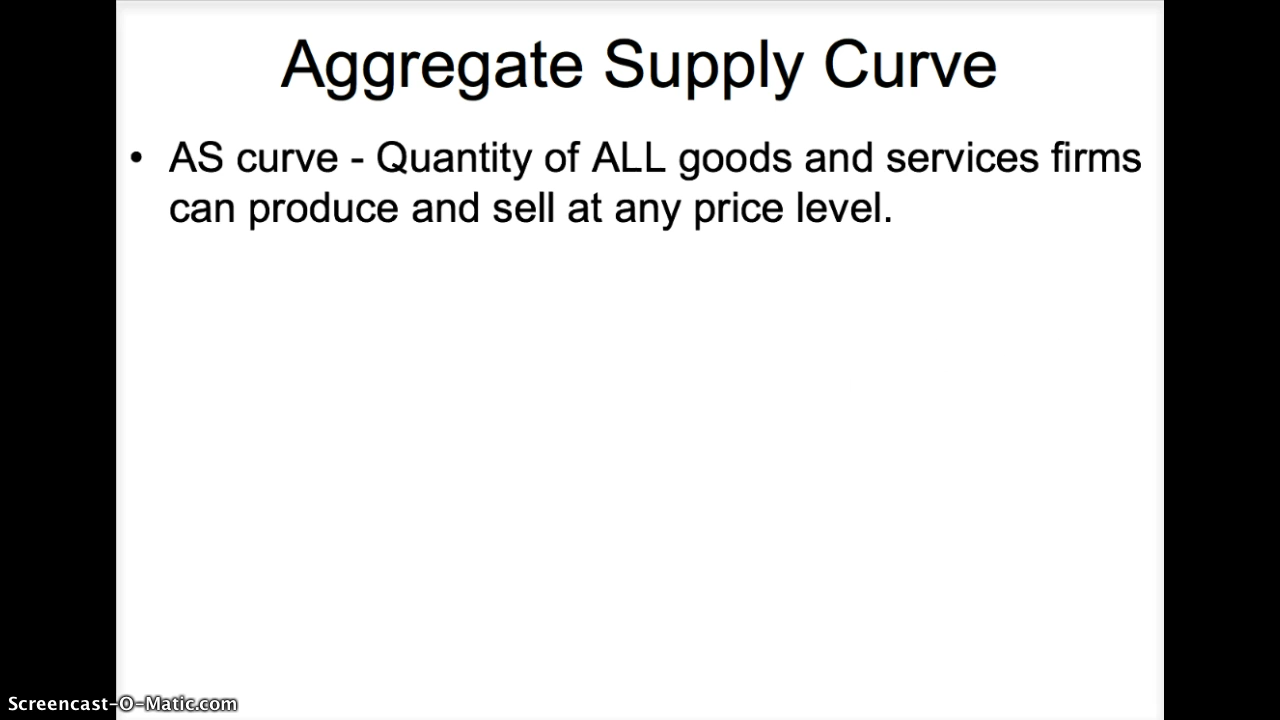 Aggregate Supply Curve
• AS curve - Quantity of ALL goods and services firms
can produce and sell at any price level.
Screencast-O-Matic.com